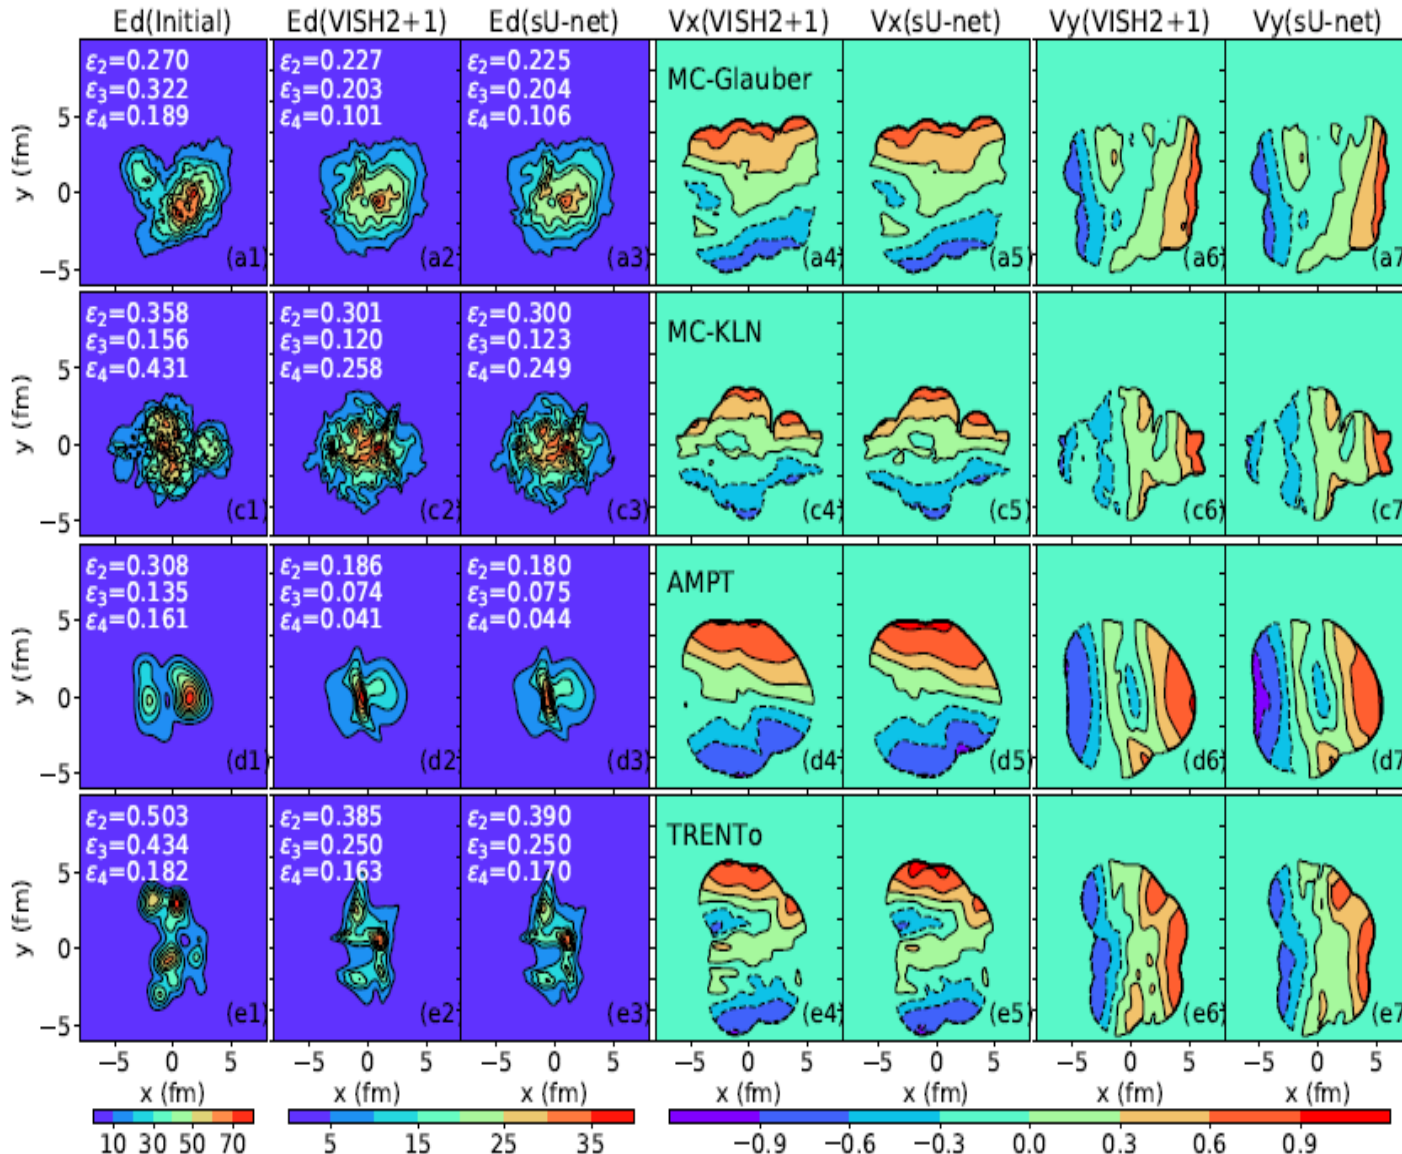 Ed(Initial) Ed(VISH2+1) Ed(sU-net) Vx(VISH2+1) Vx(sU-net) Vy(VISH2+1) Vy(sU-net)
ε2=0.270 ε2=0.227 ε2=0.225 MC-Glauber
ε3=0.322 ε3=0.203 ε3=0.204
ε4=0.189 ε4=0.101 ε4=0.106
y (fm)
5
0
−5
(a1) (a2) (a3) (a4) (a5) (a6) (a7
ε2=0.358 ε2=0.301 ε2=0.300 MC-KLN
ε3=0.156 ε3=0.120 ε3=0.123
ε4=0.431 ε4=0.258 ε4=0.249
y (fm)
5
0
−5
(c1) (c2) (c3) (c4) (c5) (c6) (c7
ε2=0.308 ε2=0.186 ε2=0.180 AMPT
ε3=0.135 ε3=0.074 ε3=0.075
ε4=0.161 ε4=0.041 ε4=0.044
y (fm)
5
0
−5
(d1) (d2) (d3) (d4) (d5) (d6) (d7
ε2=0.503 ε2=0.385 ε2=0.390 TRENTo
ε3=0.434 ε3=0.250 ε3=0.250
ε4=0.182 ε4=0.163 ε4=0.170
y (fm)
5
0
−5
(e1) (e2) (e3) (e4) (e5) (e6) (e7
−5 0 5 −5 0 5 −5 0 5 −5 0 5 −5 0 5 −5 0 5 −5 0 5
x (fm) x (fm) x (fm) x (fm) x (fm) x (fm) x (fm)
10 30 50 70 5 15 25 35 −0.9 −0.6 −0.3 0.0 0.3 0.6 0.9